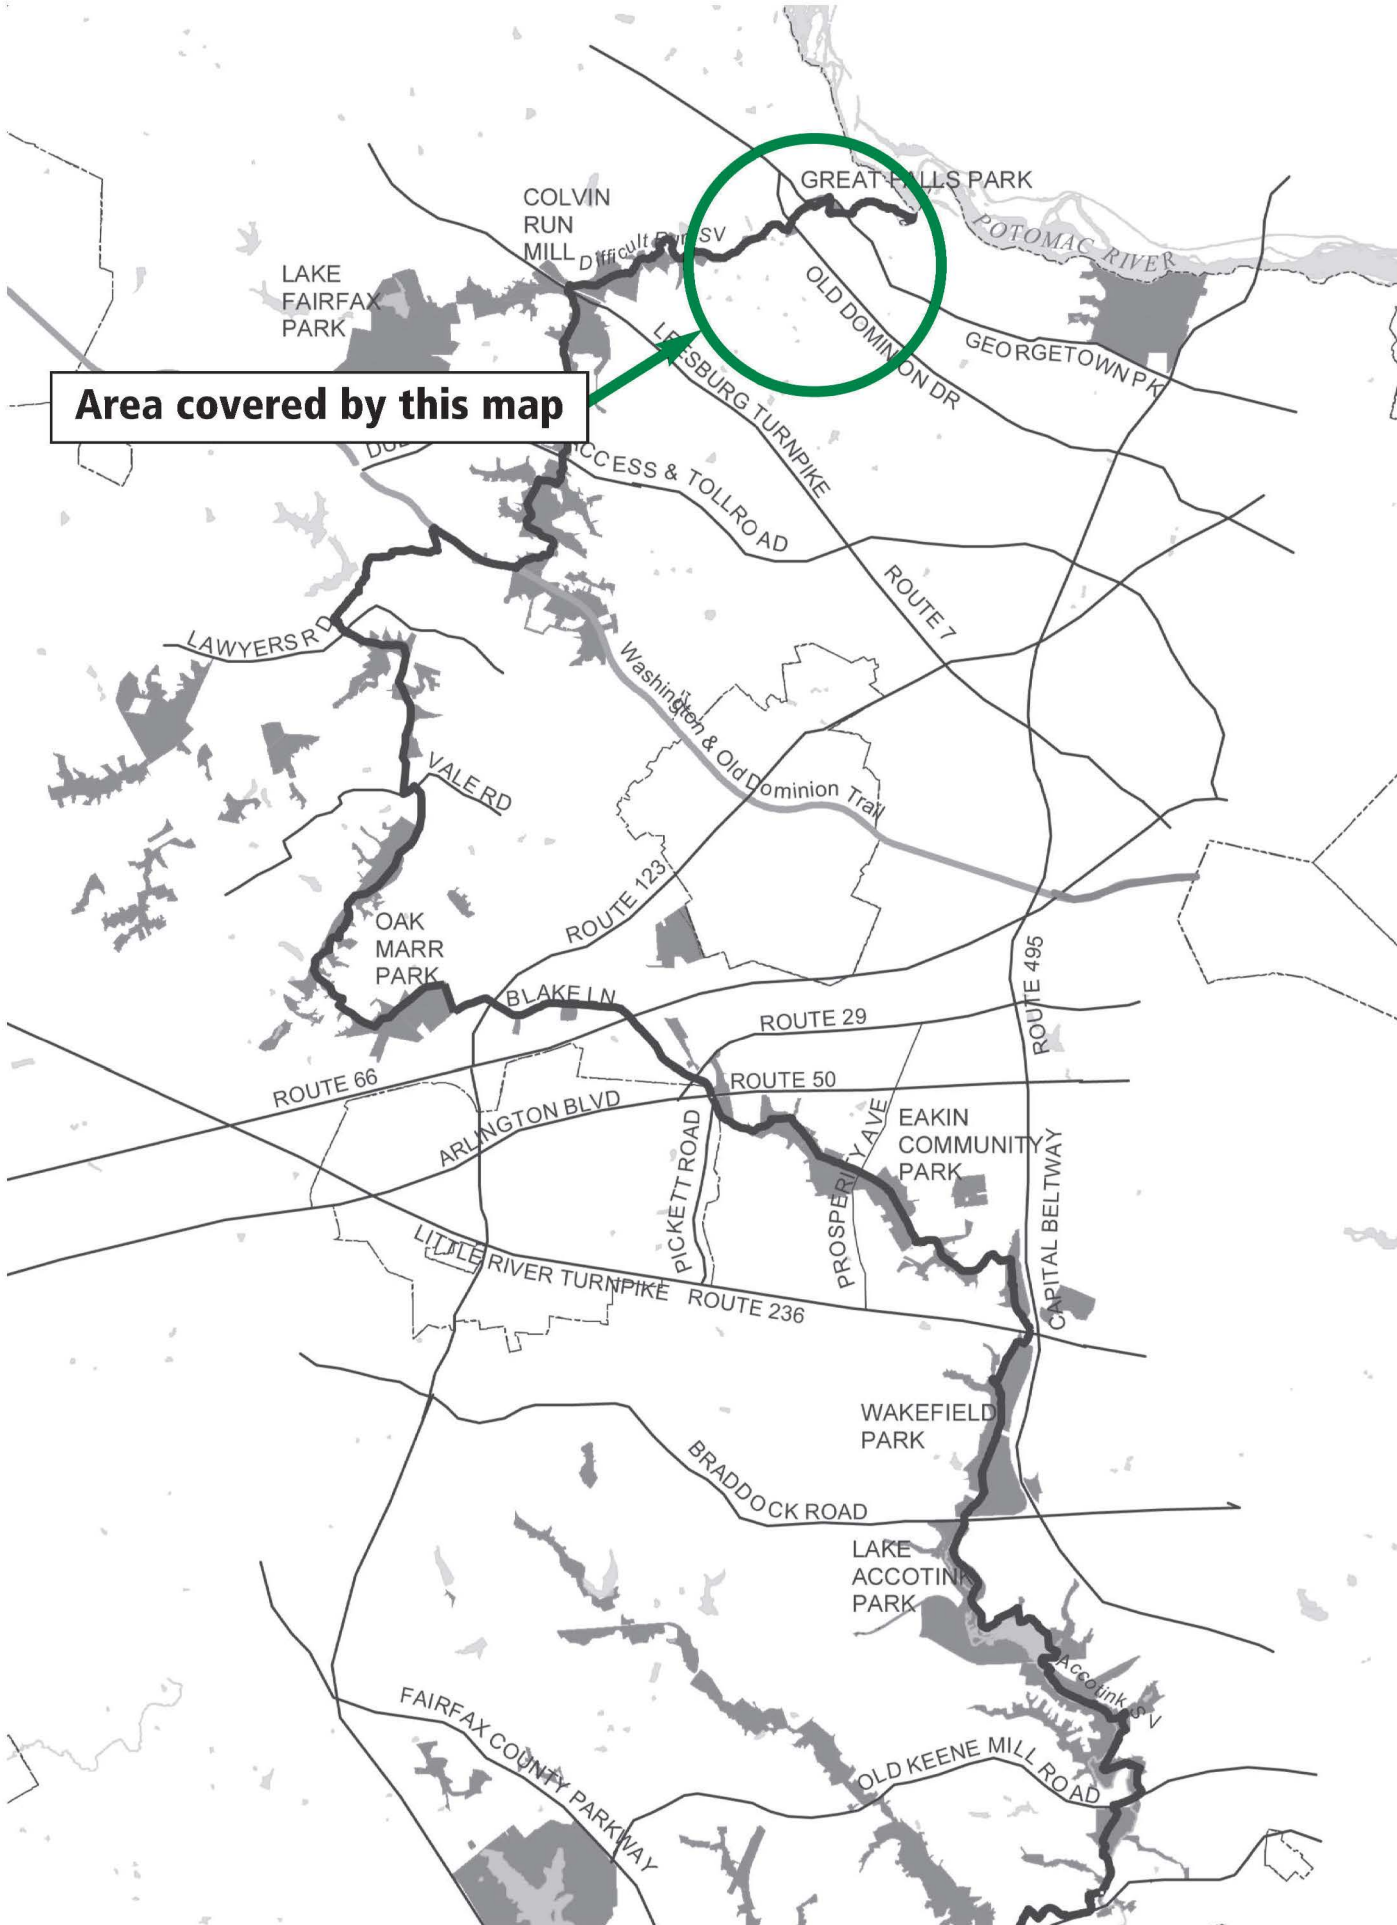 GREAT FALLS PARK
COLVIN
RUN
MILL
Difficult Run SV
POTOMAC RIVER
LAKE
FAIRFAX
PARK
OLD DOMINION DR
GEORGETOWN PK
LEESBURG TURNPIKE
Area covered by this map
ACCESS & TOLLROAD
ROUTE 7
LAWYERS RD
Washington & Old Dominion Trail
VALE RD
ROUTE 123
OAK
MARR
PARK
BLAKE LN
ROUTE 495
ROUTE 29
ROUTE 66
ROUTE 50
ARLINGTON BLVD
EAKIN
COMMUNITY
PARK
PICKETT ROAD
PROSPERITY AVE
CAPITAL BELTWAY
LITTLE RIVER TURNPIKE
ROUTE 236
WAKEFIELD
PARK
BRADDOCK ROAD
LAKE
ACCOTINK
PARK
Accotink SV
FAIRFAX COUNTY PARKWAY
OLD KEENE MILL ROAD